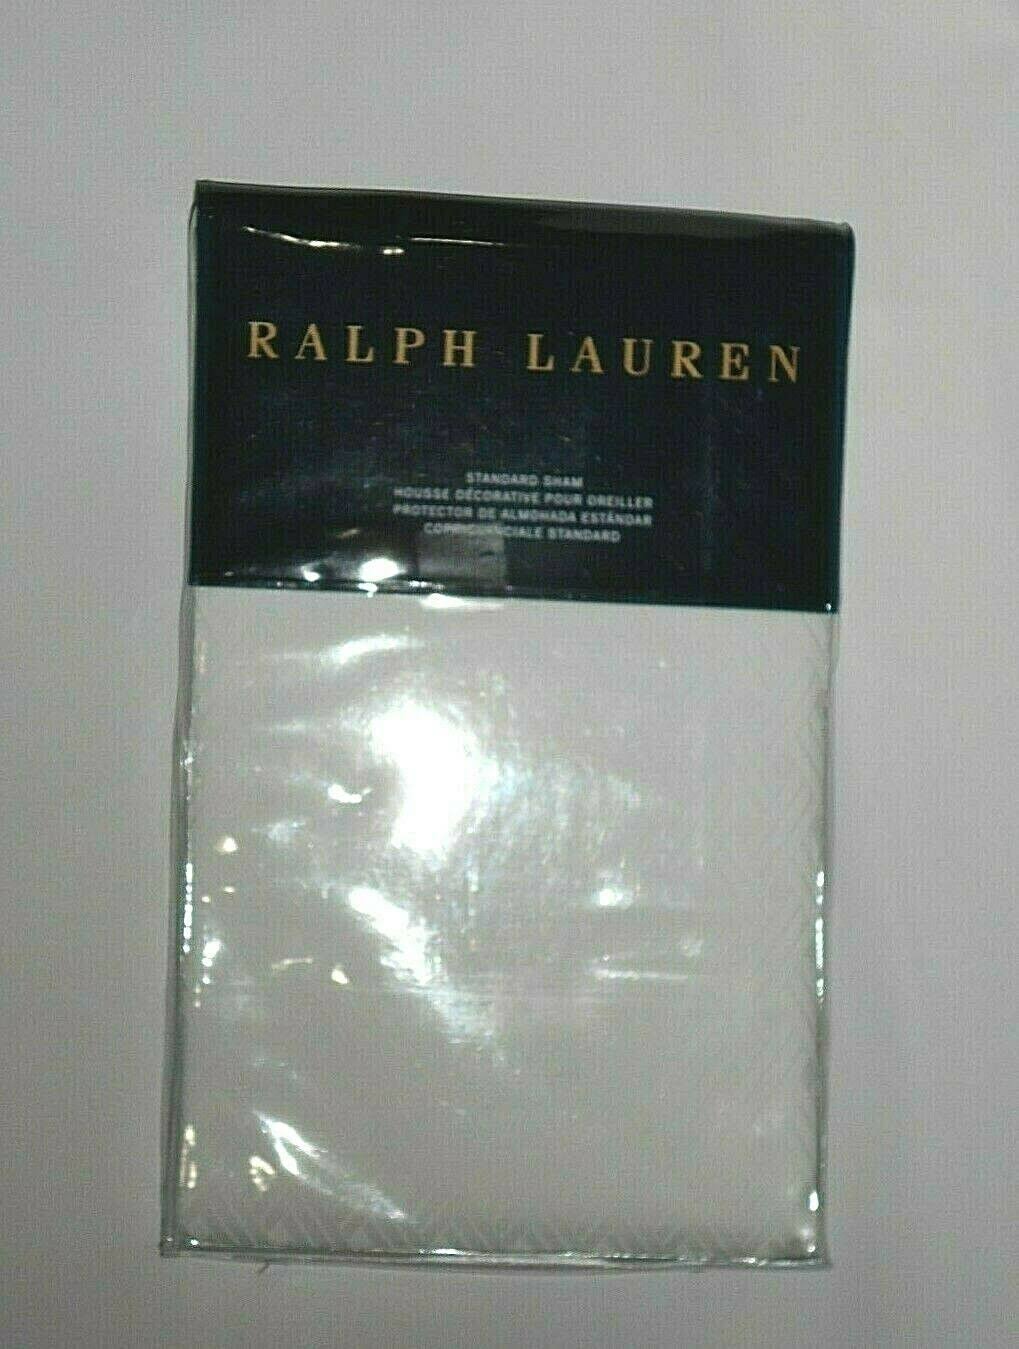 RALPH LAUREN
STANDARD SHAM
HOUSSE DÉCORATIVE POUR OREILLER
PROTECTOR DE ALMOHADA ESTÁNDAR
STANDARD